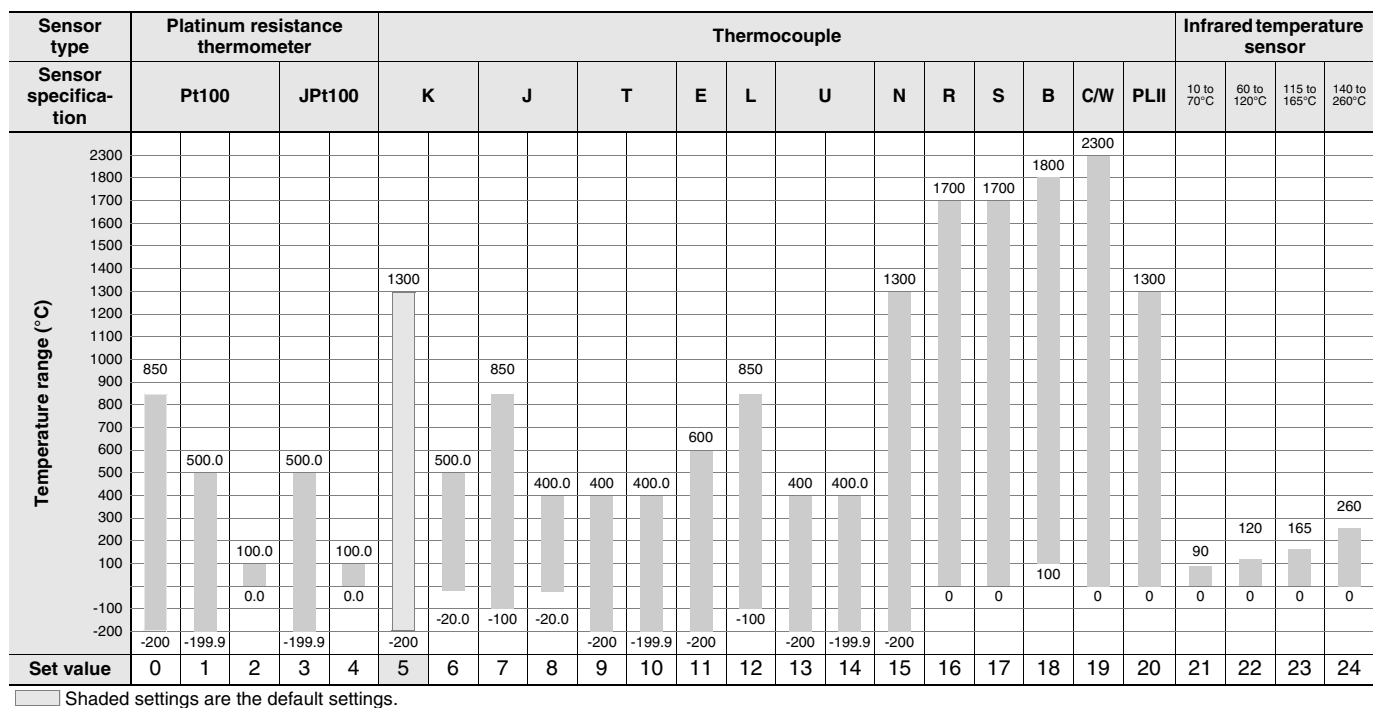 Sensor type Platinum resistance thermometer Thermocouple Infrared temperature sensor
Sensor specifica-tion Pt100 JPt100 K J T E L U N R S B C/W PLII 10 to 70°C 60 to 120°C 115 to 165°C 140 to 260°C
Temperature range (°C)
2300 2300
1800 1800
1700 1700 1700
1600
1500
1400
1300 1300 1300 1300
1200
1100
1000
900 850 850 850
800
700
600 600
500 500.0 500.0 500.0
400 400.0 400 400.0 400 400.0
300 260
200 120 165
100 100.0 100.0 100 90
0.0 0.0 0 0 0 0 0 0 0 0
-100 -20.0 -100 -20.0 -100
-200 -200 -199.9 -199.9 -200 -200 -199.9 -200 -200 -199.9 -200
Set value 0 1 2 3 4 5 6 7 8 9 10 11 12 13 14 15 16 17 18 19 20 21 22 23 24
Shaded settings are the default settings.